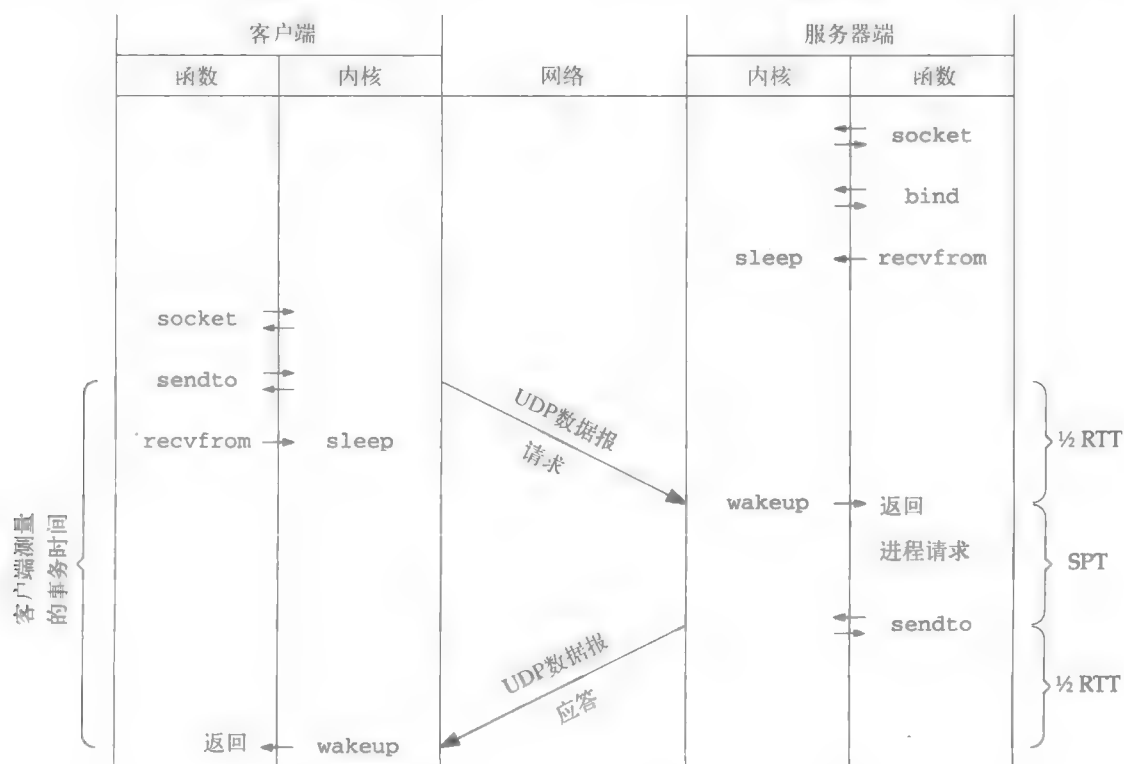 客户端
服务器端
函数
内核
网络
内核
函数
socket
bind
sleep
recvfrom
socket
sendto
recvfrom
sleep
UDP数据报
请求
½ RTT
wakeup
返回
进程请求
SPT
客户端测量
的事务时间
sendto
UDP数据报
应答
½ RTT
返回
wakeup